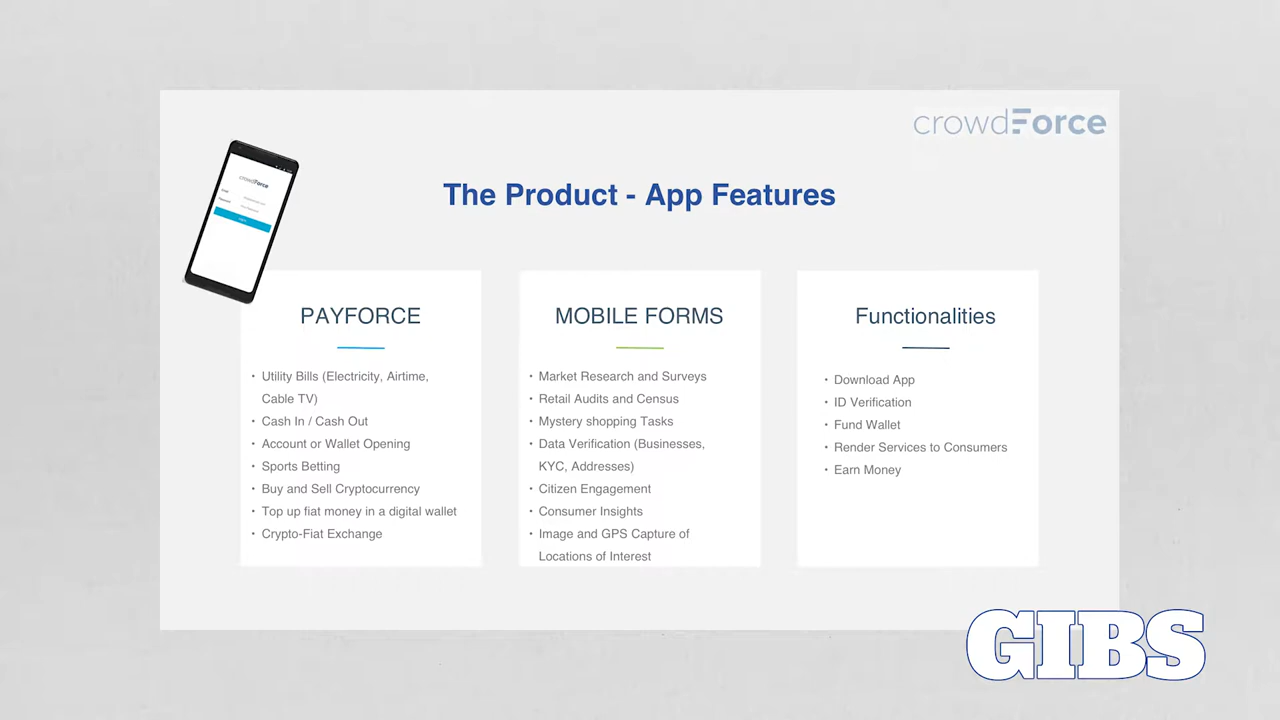 crowdForce
crowdForce
The Product - App Features
PAYFORCE
• Utility Bills (Electricity, Airtime,
Cable TV)
• Cash In / Cash Out
• Account or Wallet Opening
• Sports Betting
• Buy and Sell Cryptocurrency
• Top up fiat money in a digital wallet
• Crypto-Fiat Exchange
MOBILE FORMS
• Market Research and Surveys
• Retail Audits and Census
• Mystery shopping Tasks
• Data Verification (Businesses,
KYC, Addresses)
• Citizen Engagement
• Consumer Insights
• Image and GPS Capture of
Locations of Interest
Functionalities
• Download App
• ID Verification
• Fund Wallet
• Render Services to Consumers
• Earn Money
GIBS